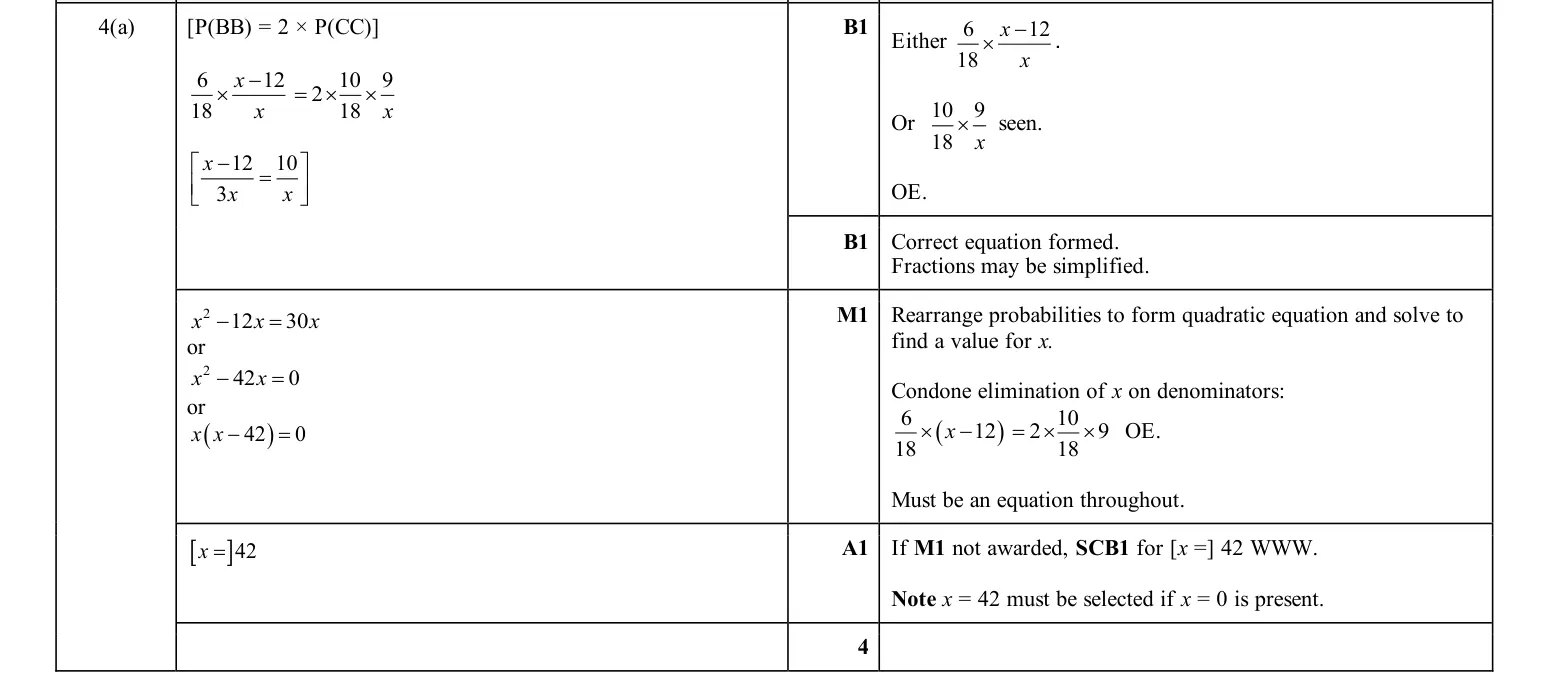 4(a) [P(BB) = 2 × P(CC)] B1 Either 6/18 × (x − 12)/x .
6/18 × (x − 12)/x = 2 × 10/18 × 9/x
Or 10/18 × 9/x seen.
[(x − 12)/3x = 10/x]
OE.
B1 Correct equation formed.
Fractions may be simplified.
x² − 12x = 30x
or
x² − 42x = 0
or
x(x − 42) = 0
M1 Rearrange probabilities to form quadratic equation and solve to
find a value for x.
Condone elimination of x on denominators:
6/18 × (x − 12) = 2 × 10/18 × 9 OE.
Must be an equation throughout.
[x =]42 A1 If M1 not awarded, SCB1 for [x =] 42 WWW.
Note x = 42 must be selected if x = 0 is present.
4